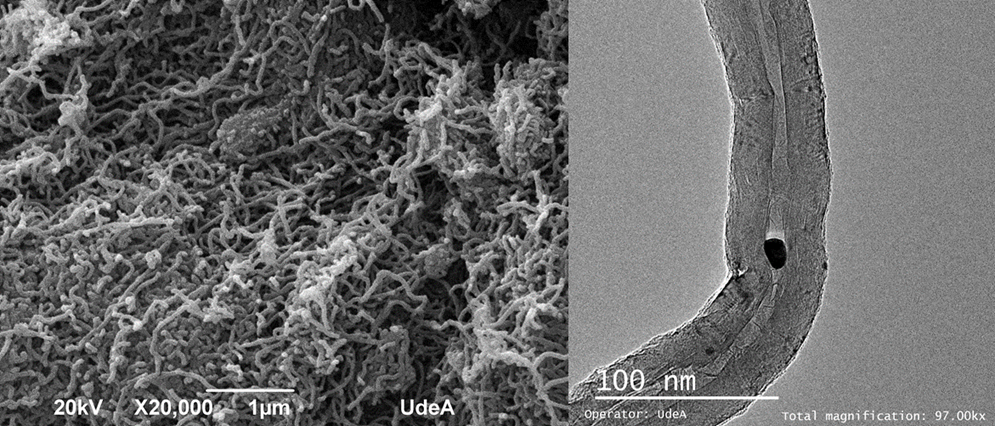 20kV X20,000 1μm UdeA
100 nm
Operator: UdeA
Total magnification: 97.00kx